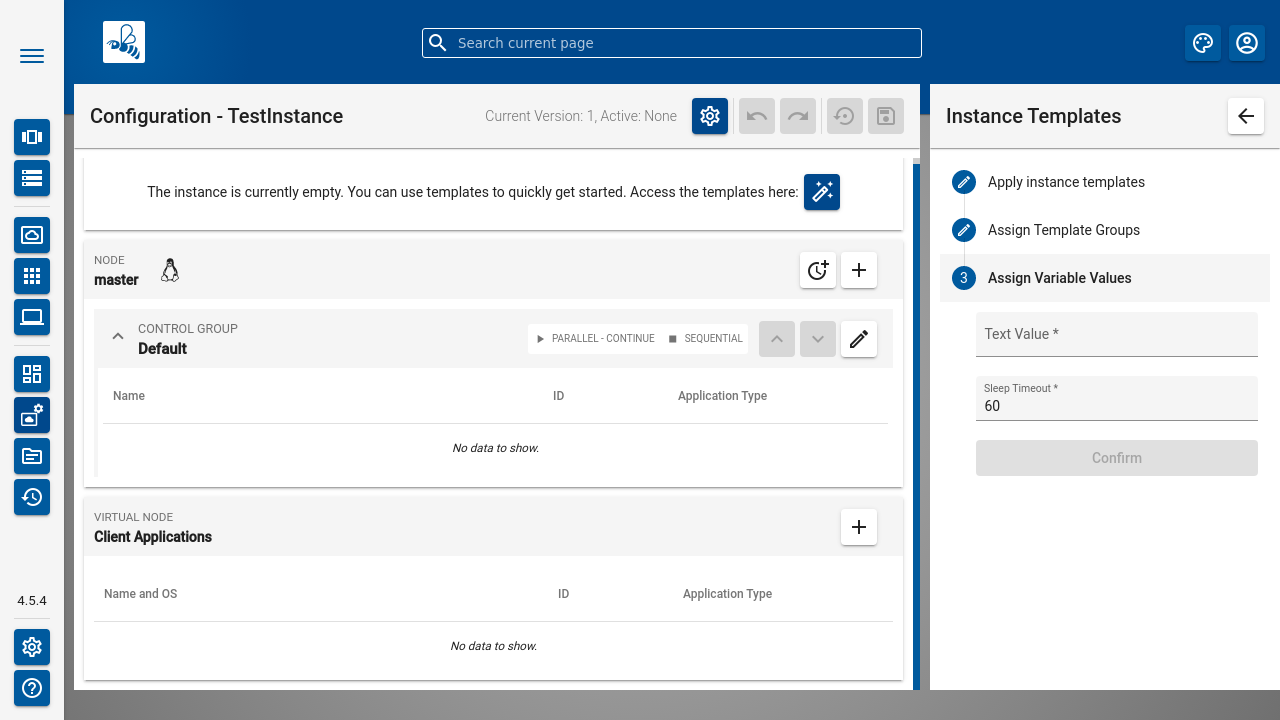 Search current page
Configuration - TestInstance
Current Version: 1, Active: None
Instance Templates
The instance is currently empty. You can use templates to quickly get started. Access the templates here:
Apply instance templates
Assign Template Groups
3 Assign Variable Values
Text Value *
Sleep Timeout *
60
Confirm
NODE
master
CONTROL GROUP
Default
PARALLEL - CONTINUE
SEQUENTIAL
Name ID Application Type
No data to show.
VIRTUAL NODE
Client Applications
Name and OS ID Application Type
No data to show.
4.5.4